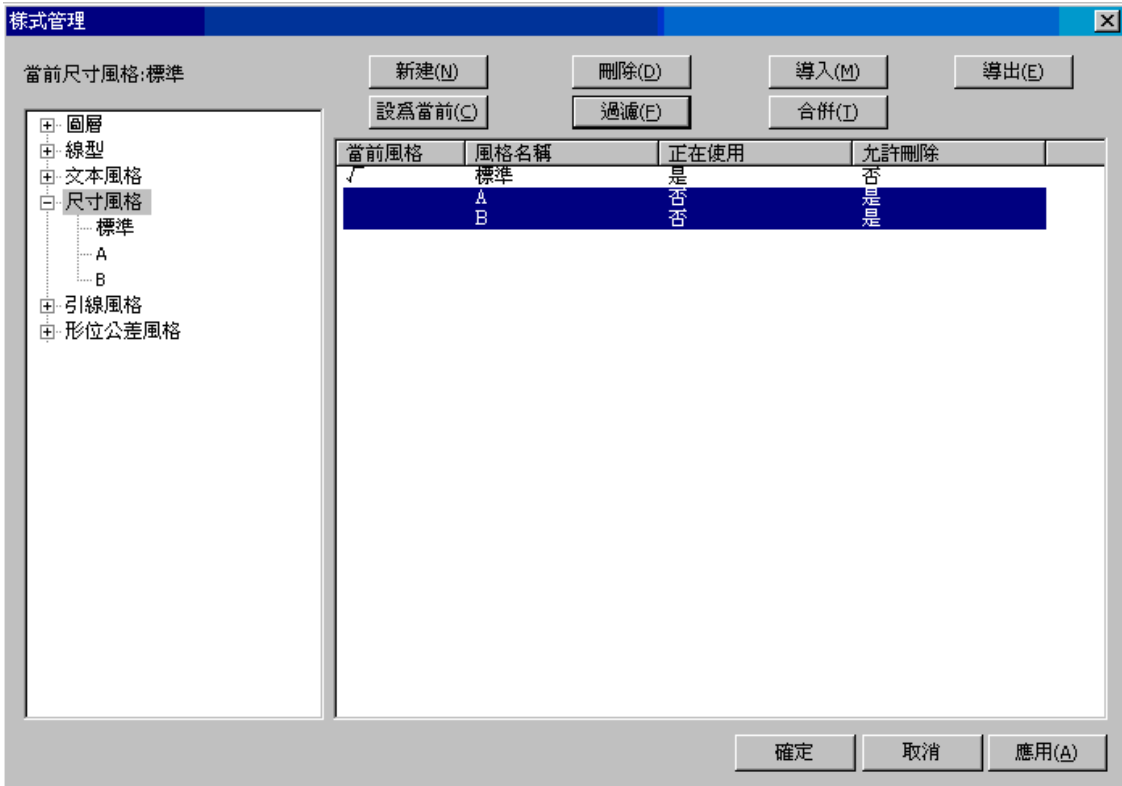 樣式管理
當前尺寸風格:標準
新建(N) 刪除(D) 導入(M) 導出(E)
設爲當前(C) 過濾(F) 合併(T)
圖層
線型
文本風格
尺寸風格
標準
A
B
引線風格
形位公差風格
當前風格 風格名稱 正在使用 允許刪除
√ 標準 是 否
A 否 是
B 否 是
確定 取消 應用(A)